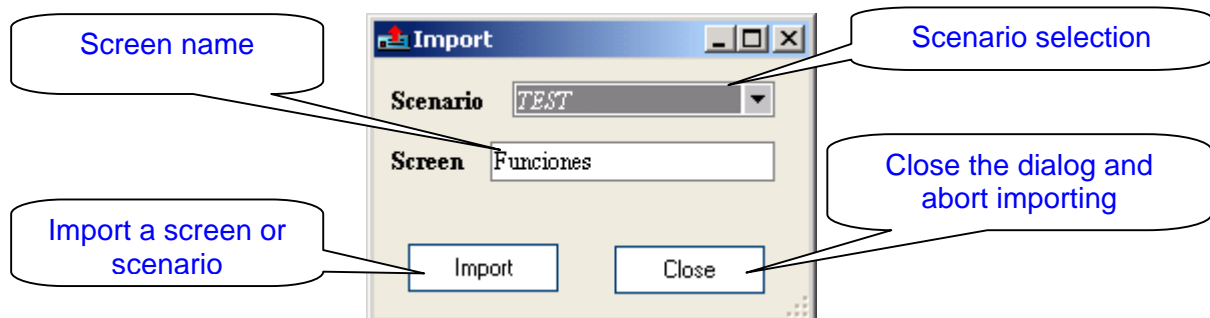 Screen name
Import
Scenario selection
Scenario
TEST
Screen
Funciones
Close the dialog and
abort importing
Import a screen or
scenario
Import
Close